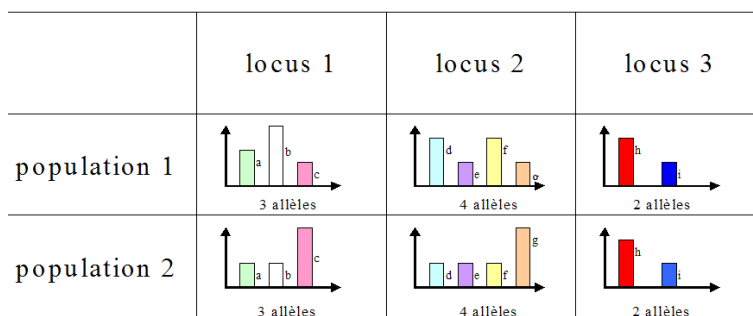 locus 1 locus 2 locus 3
population 1
a b c
d e f g
h i
3 allèles 4 allèles 2 allèles
population 2
a b c
d e f g
h i
3 allèles 4 allèles 2 allèles